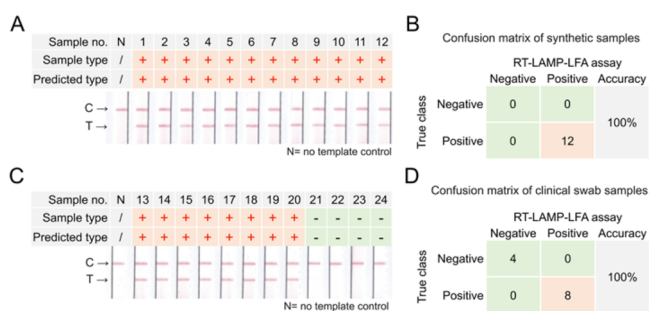 A
Sample no. N 1 2 3 4 5 6 7 8 9 10 11 12
Sample type / + + + + + + + + + + + +
Predicted type / + + + + + + + + + + + +
C →
T →
N= no template control
B
Confusion matrix of synthetic samples
RT-LAMP-LFA assay
Negative Positive Accuracy
True class
Negative 0 0
100%
Positive 0 12
C
Sample no. N 13 14 15 16 17 18 19 20 21 22 23 24
Sample type / + + + + + + + + - - - -
Predicted type / + + + + + + + + - - - -
C →
T →
N= no template control
D
Confusion matrix of clinical swab samples
RT-LAMP-LFA assay
Negative Positive Accuracy
True class
Negative 4 0
100%
Positive 0 8